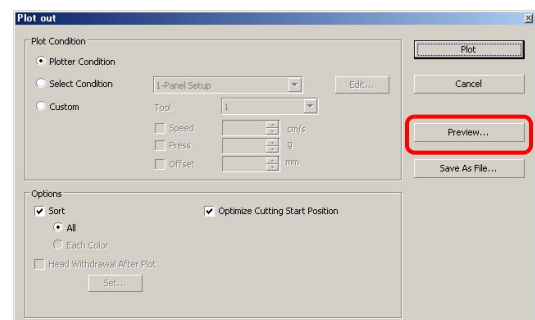 Plot out
Plot Condition
Plotter Condition
Select Condition
1-Panel Setup
Edit...
Custom
Tool
1
Speed
cm/s
Press
g
Offset
mm
Plot
Cancel
Preview...
Save As File...
Options
Sort
Optimize Cutting Start Position
All
Each Color
Head Withdrawal After Plot
Set...